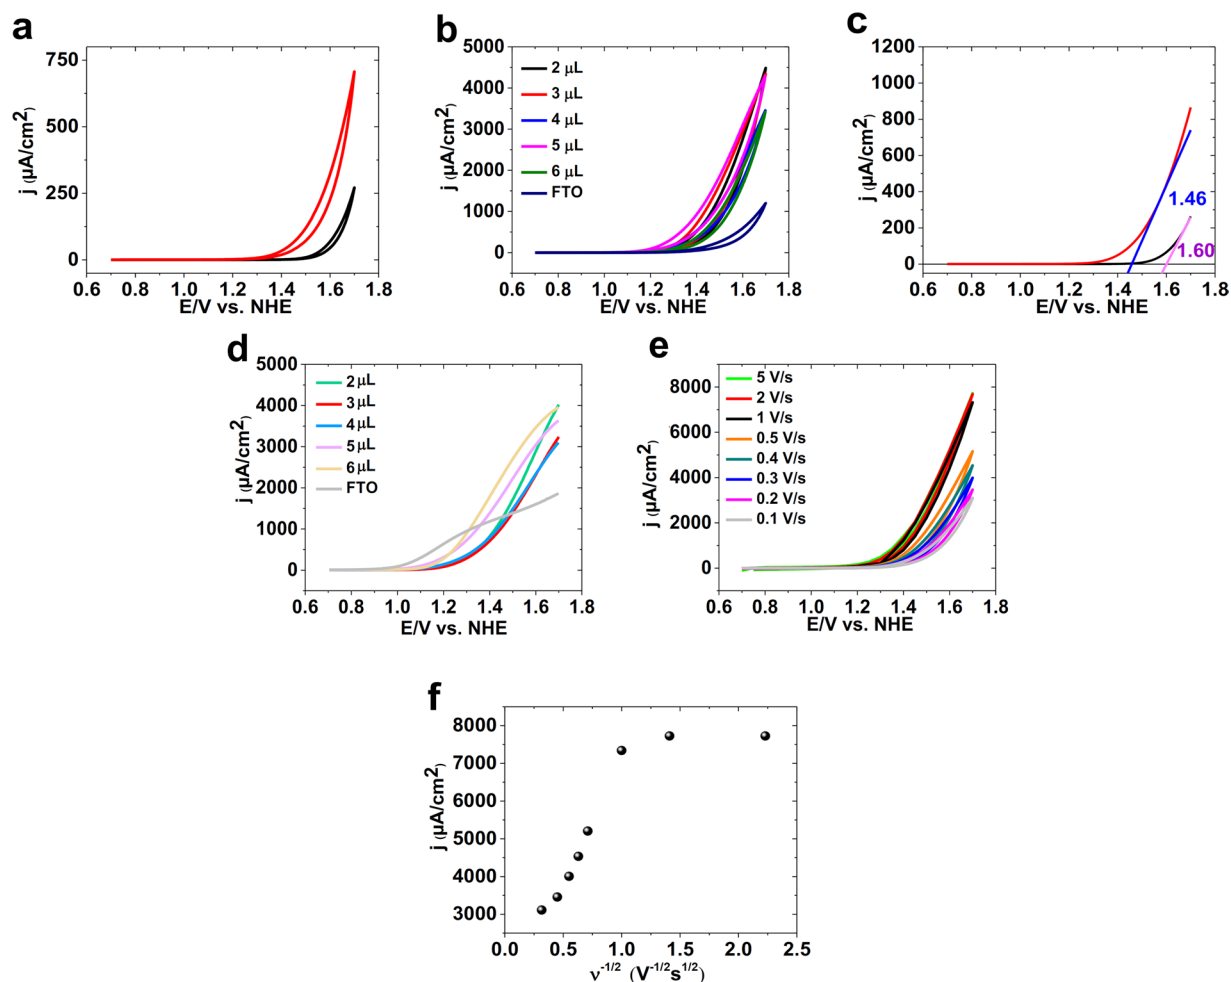 a
750
500
250
0
j (µA/cm2)
0.6 0.8 1.0 1.2 1.4 1.6 1.8
E/V vs. NHE
b
5000
4000
3000
2000
1000
0
j (µA/cm2)
2 µL
3 µL
4 µL
5 µL
6 µL
FTO
0.6 0.8 1.0 1.2 1.4 1.6 1.8
E/V vs. NHE
c
1200
1000
800
600
400
200
0
j (µA/cm2)
1.46
1.60
0.6 0.8 1.0 1.2 1.4 1.6 1.8
E/V vs. NHE
d
5000
4000
3000
2000
1000
0
j (µA/cm2)
2 µL
3 µL
4 µL
5 µL
6 µL
FTO
0.6 0.8 1.0 1.2 1.4 1.6 1.8
E/V vs. NHE
e
8000
6000
4000
2000
0
j (µA/cm2)
5 V/s
2 V/s
1 V/s
0.5 V/s
0.4 V/s
0.3 V/s
0.2 V/s
0.1 V/s
0.6 0.8 1.0 1.2 1.4 1.6 1.8
E/V vs. NHE
f
8000
7000
6000
5000
4000
3000
j (µA/cm2)
0.0 0.5 1.0 1.5 2.0 2.5
ν-1/2 (V-1/2s1/2)